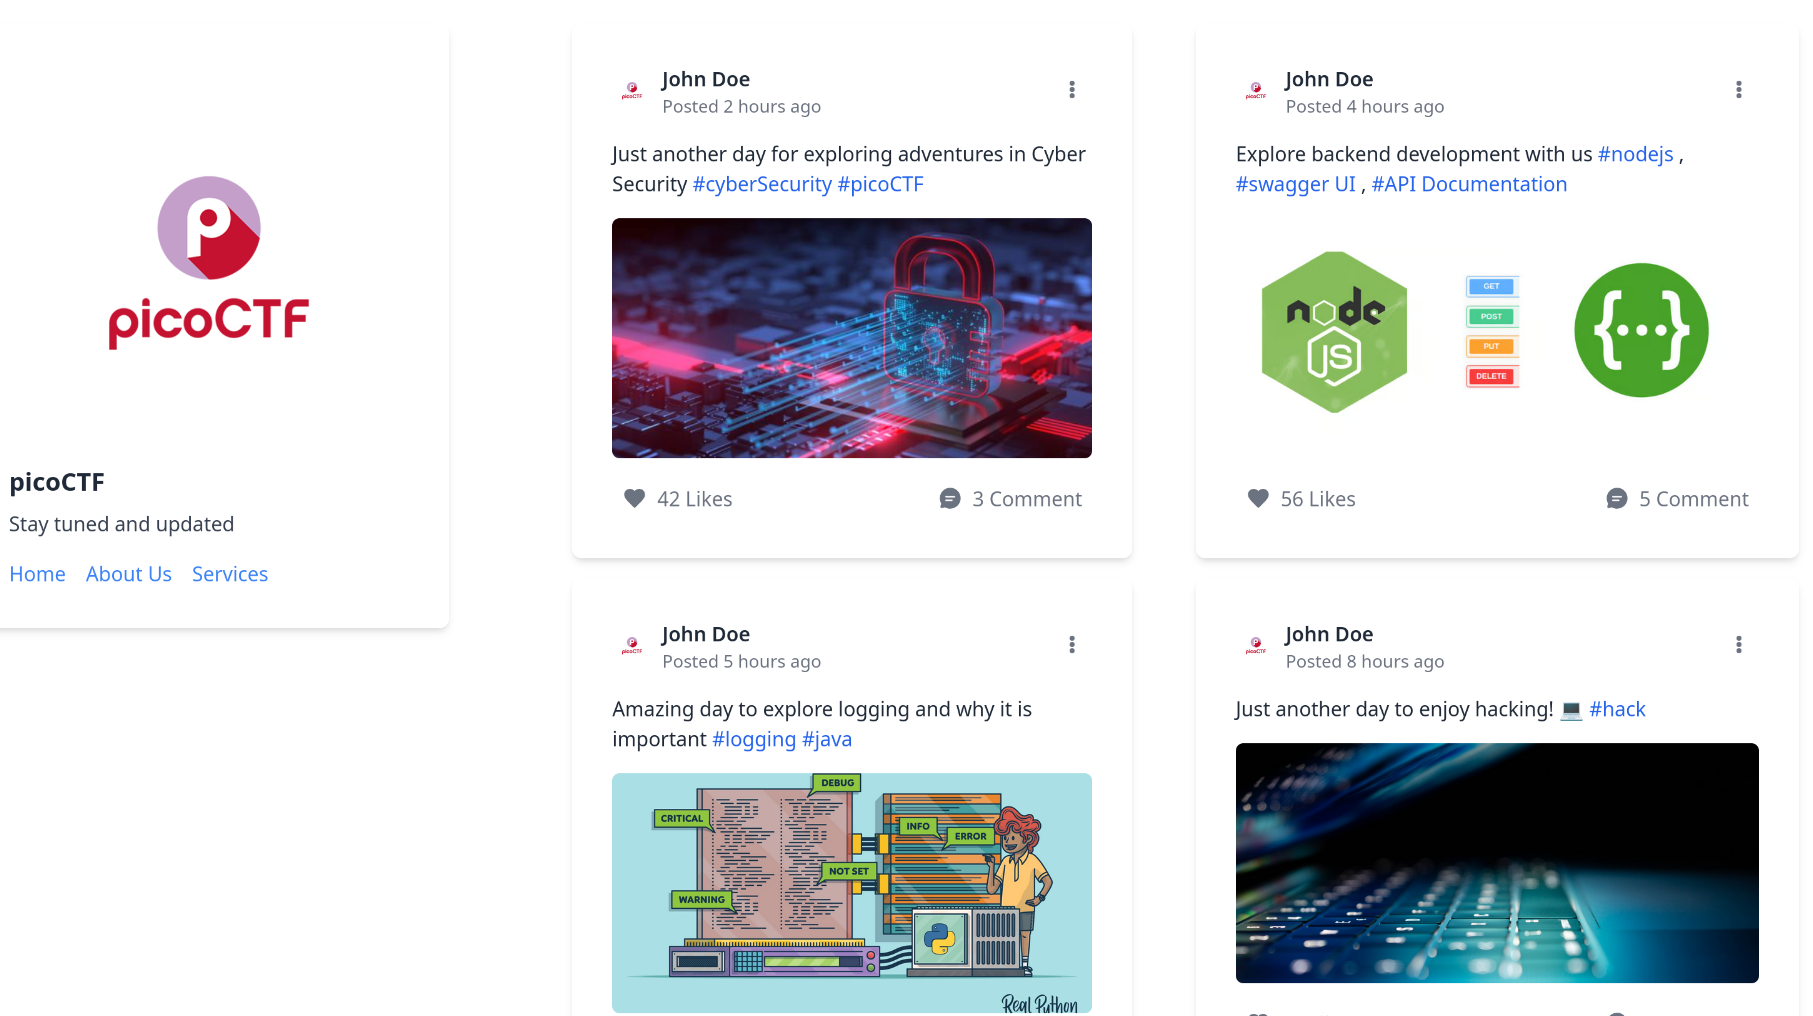 picoCTF
picoCTF
Stay tuned and updated
Home About Us Services
John Doe
Posted 2 hours ago
Just another day for exploring adventures in Cyber
Security #cyberSecurity #picoCTF
42 Likes
3 Comment
John Doe
Posted 4 hours ago
Explore backend development with us #nodejs ,
#swagger UI , #API Documentation
node
JS
GET
POST
PUT
DELETE
{...}
56 Likes
5 Comment
John Doe
Posted 5 hours ago
Amazing day to explore logging and why it is
important #logging #java
DEBUG
CRITICAL
INFO
ERROR
NOT SET
WARNING
Real Python
John Doe
Posted 8 hours ago
Just another day to enjoy hacking! 💻 #hack